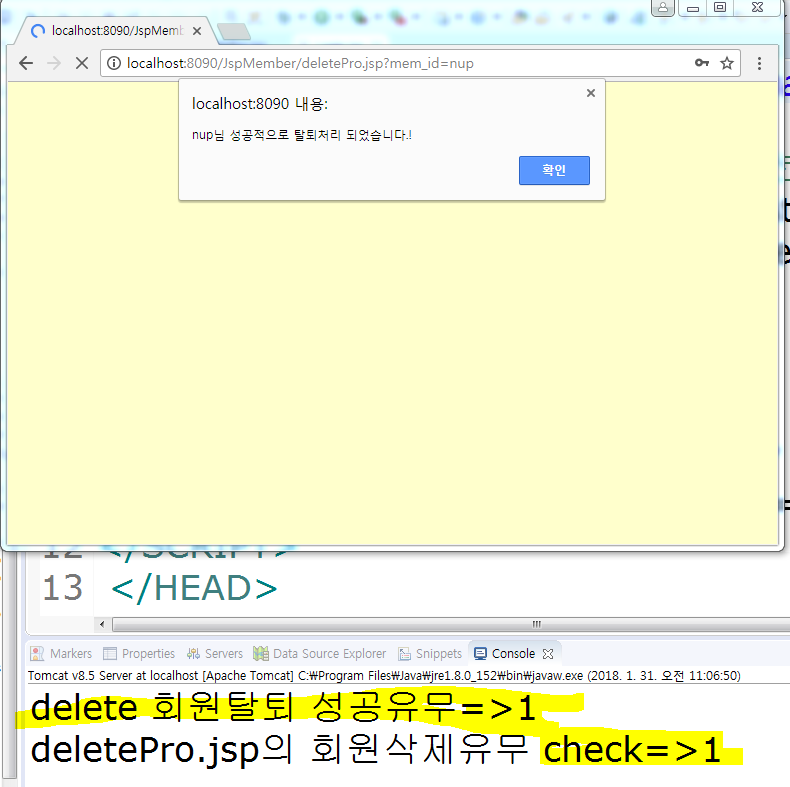 localhost:8090/JspMemb
localhost:8090/JspMember/deletePro.jsp?mem_id=nup
localhost:8090 내용:
nup님 성공적으로 탈퇴처리 되었습니다.!
확인
12 </SCRIPT>
13 </HEAD>
Markers Properties Servers Data Source Explorer Snippets Console
Tomcat v8.5 Server at localhost [Apache Tomcat] C:₩Program Files₩Java₩jre1.8.0_152₩bin₩javaw.exe (2018. 1. 31. 오전 11:06:50)
delete 회원탈퇴 성공유무=>1
deletePro.jsp의 회원삭제유무 check=>1